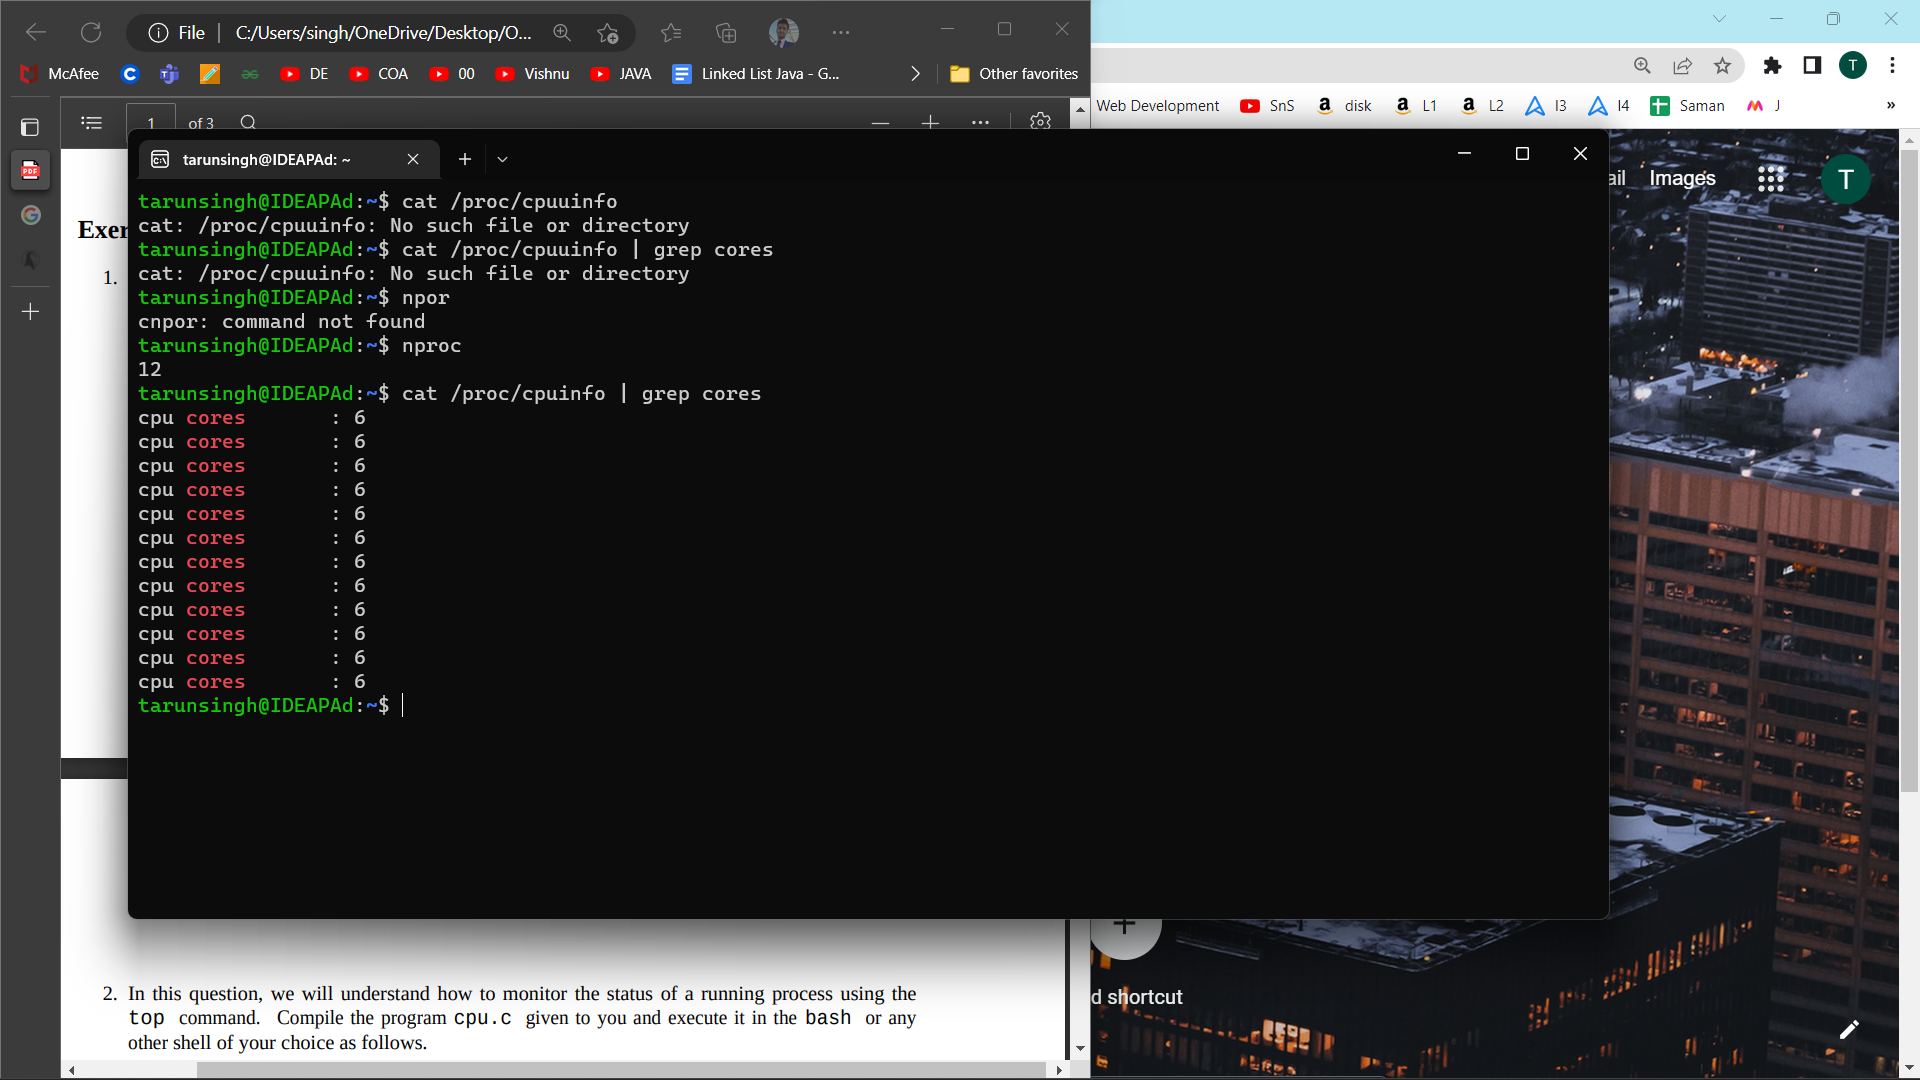 File
C:/Users/singh/OneDrive/Desktop/O...
McAfee
DE
COA
00
Vishnu
JAVA
Linked List Java - G...
Other favorites
1
of 3
Web Development
SnS
disk
L1
L2
I3
I4
Saman
J
T
ail
Images
T
tarunsingh@IDEAPAd: ~
tarunsingh@IDEAPAd:~$ cat /proc/cpuuinfo
cat: /proc/cpuuinfo: No such file or directory
tarunsingh@IDEAPAd:~$ cat /proc/cpuuinfo | grep cores
cat: /proc/cpuuinfo: No such file or directory
tarunsingh@IDEAPAd:~$ npor
cnpor: command not found
tarunsingh@IDEAPAd:~$ nproc
12
tarunsingh@IDEAPAd:~$ cat /proc/cpuinfo | grep cores
cpu cores : 6
cpu cores : 6
cpu cores : 6
cpu cores : 6
cpu cores : 6
cpu cores : 6
cpu cores : 6
cpu cores : 6
cpu cores : 6
cpu cores : 6
cpu cores : 6
cpu cores : 6
tarunsingh@IDEAPAd:~$
Exer
1.
2. In this question, we will understand how to monitor the status of a running process using the
top command. Compile the program cpu.c given to you and execute it in the bash or any
other shell of your choice as follows.
d shortcut